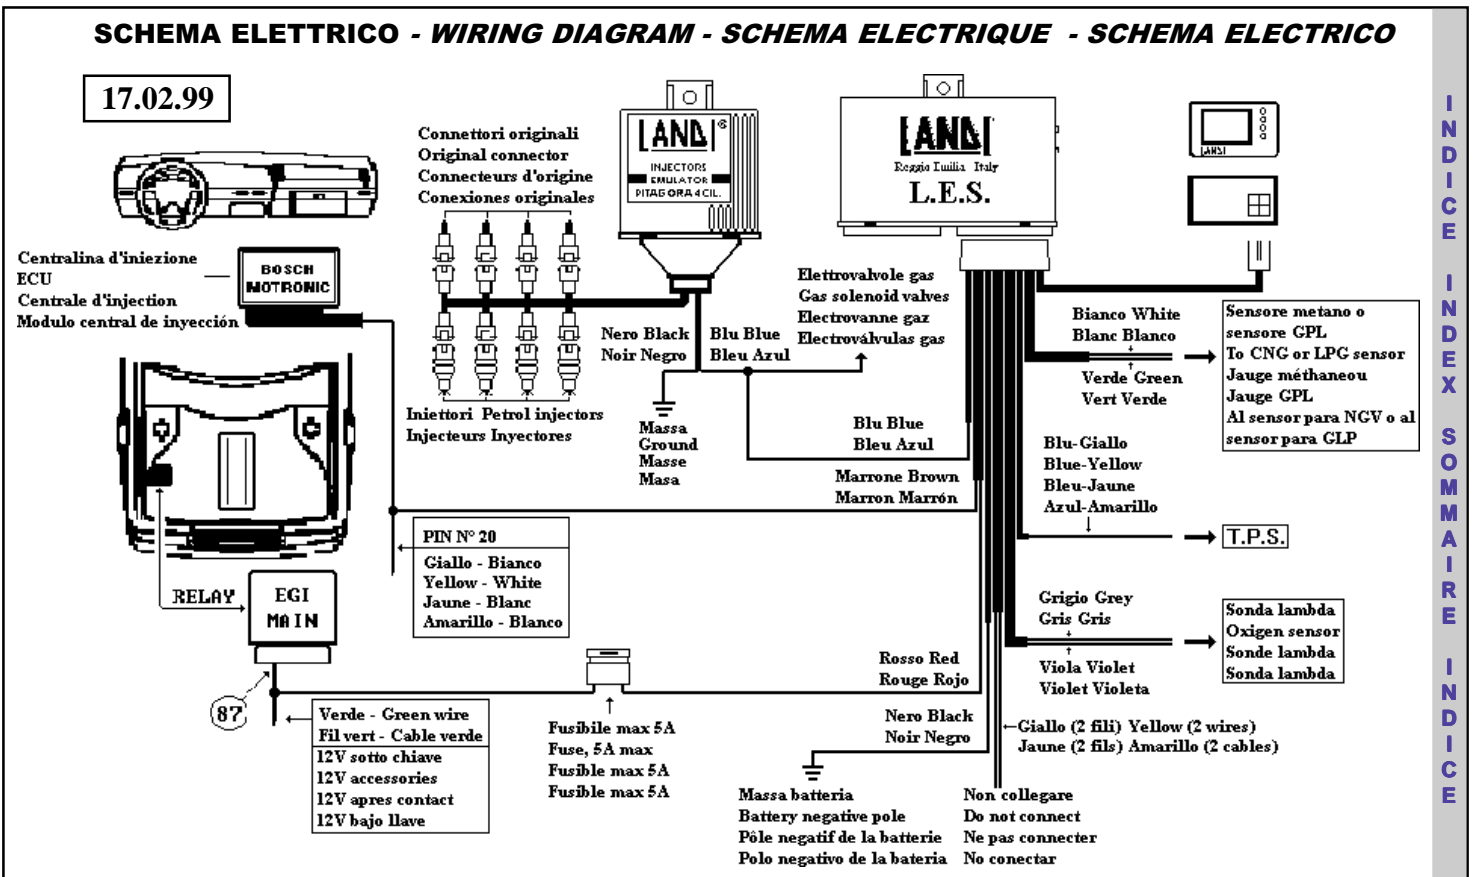 SCHEMA ELETTRICO - WIRING DIAGRAM - SCHEMA ELECTRIQUE - SCHEMA ELECTRICO
17.02.99
Connettori originali
Original connector
Connecteurs d'origine
Conexiones originales
LANDI®
INJECTORS
EMULATOR
PITAGORA 4 CIL.
LANDI
Reggio Emilia Italy
L.E.S.
LANDI
Centralina d'iniezione
ECU
Centrale d'injection
Modulo central de inyección
BOSCH
MOTRONIC
Elettrovalvole gas
Gas solenoid valves
Electrovanne gaz
Electroválvulas gas
Nero Black
Noir Negro
Blu Blue
Bleu Azul
Bianco White
Blanc Blanco
Verde Green
Vert Verde
Sensore metano o
sensore GPL
To CNG or LPG sensor
Jauge méthaneou
Jauge GPL
Al sensor para NGV o al
sensor para GLP
Iniettori Petrol injectors
Injecteurs Inyectores
Massa
Ground
Masse
Masa
Blu Blue
Bleu Azul
Marrone Brown
Marron Marrón
Blu-Giallo
Blue-Yellow
Bleu-Jaune
Azul-Amarillo
T.P.S.
PIN N° 20
Giallo - Bianco
Yellow - White
Jaune - Blanc
Amarillo - Blanco
RELAY
EGI
MAIN
87
Verde - Green wire
Fil vert - Cable verde
12V sotto chiave
12V accessories
12V apres contact
12V bajo llave
Fusibile max 5A
Fuse, 5A max
Fusible max 5A
Fusible max 5A
Rosso Red
Rouge Rojo
Nero Black
Noir Negro
Grigio Grey
Gris Gris
Viola Violet
Violet Violeta
Sonda lambda
Oxigen sensor
Sonde lambda
Sonda lambda
Giallo (2 fili) Yellow (2 wires)
Jaune (2 fils) Amarillo (2 cables)
Massa batteria
Battery negative pole
Pôle negatif de la batterie
Polo negativo de la bateria
Non collegare
Do not connect
Ne pas connecter
No conectar
INDICE INDEX SOMMAIRE INDICE